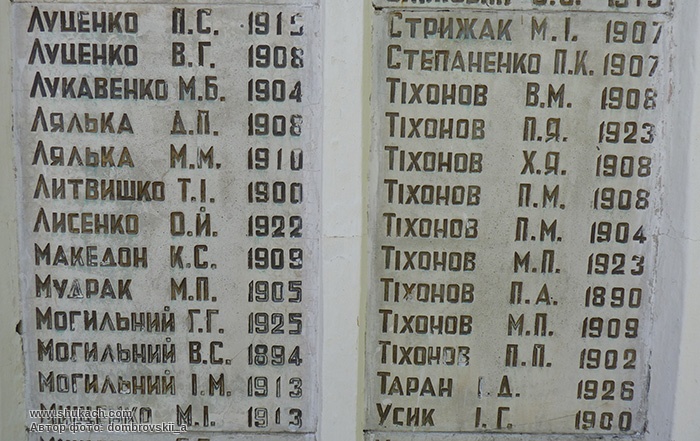 Луценко П.С. 1915
Луценко В.Г. 1908
Лукавенко М.Б. 1904
Лялька Д.П. 1908
Лялька М.М. 1910
Литвишко Т.І. 1900
Лисенко О.Й. 1922
Македон К.С. 1909
Мудрак М.П. 1905
Могильний Г.Г. 1925
Могильний В.С. 1894
Могильний І.М. 1913
М.І. 1913
Стрижак М.І. 1907
Степаненко П.К. 1907
Тіхонов В.М. 1908
Тіхонов П.Я. 1923
Тіхонов Х.Я. 1908
Тіхонов П.М. 1908
Тіхонов П.М. 1904
Тіхонов М.П. 1923
Тіхонов П.А. 1890
Тіхонов М.П. 1909
Тіхонов П.П. 1902
Таран І.Д. 1926
Усик І.Г. 1900
www.shukach.com
Автор фото: dombrovskii_a